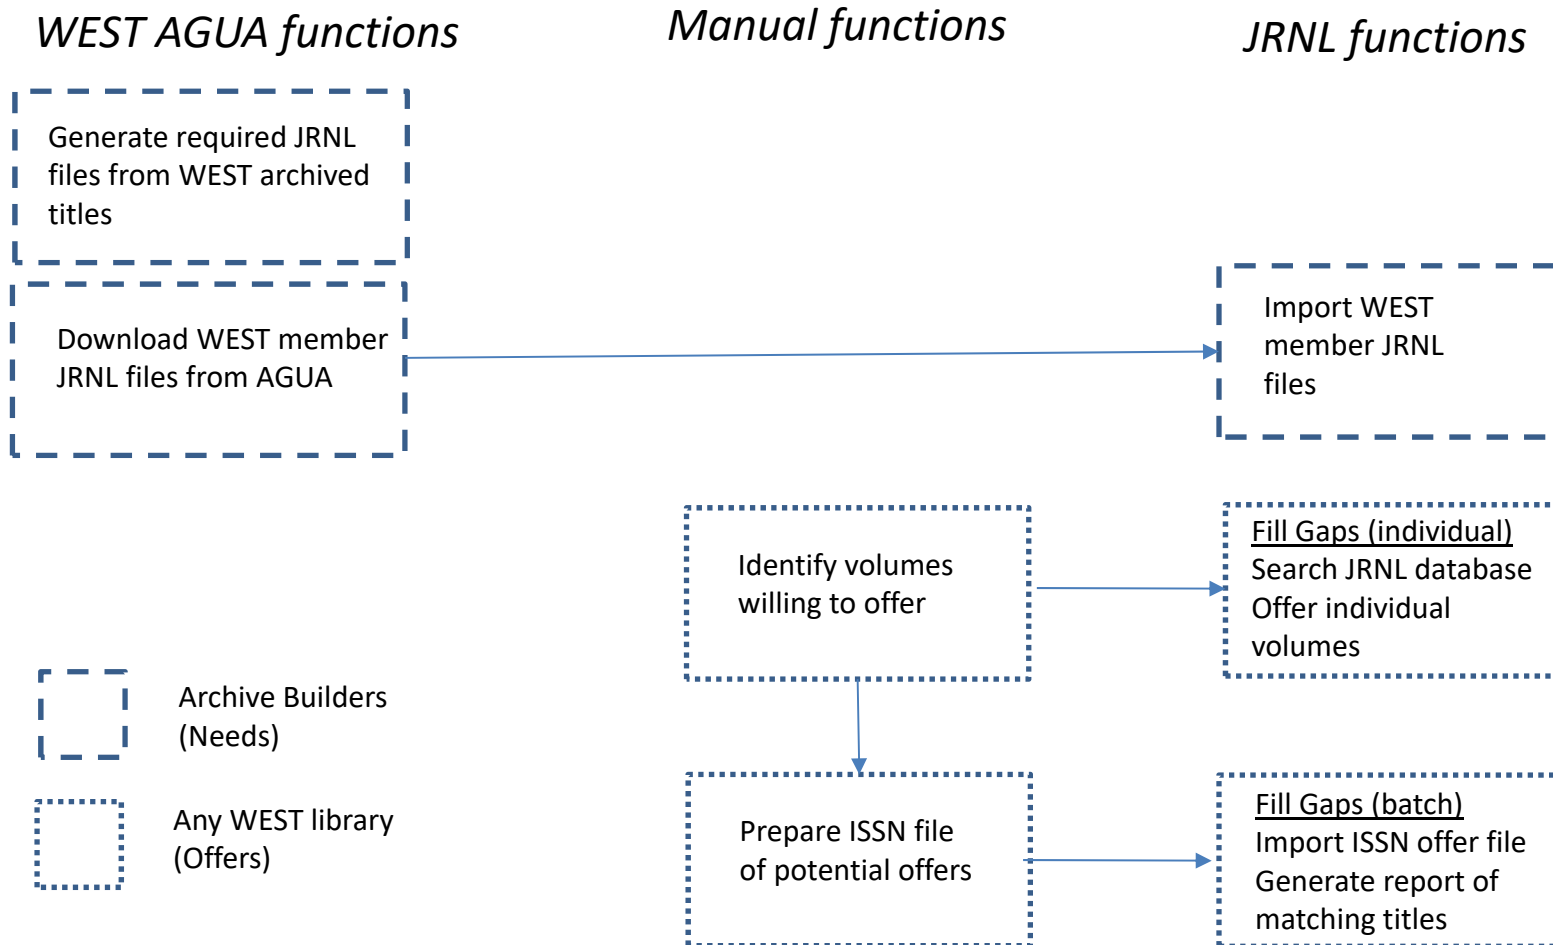 WEST AGUA functions
Manual functions
JRNL functions
Generate required JRNL
files from WEST archived
titles
Download WEST member
JRNL files from AGUA
Import WEST
member JRNL
files
Identify volumes
willing to offer
Fill Gaps (individual)
Search JRNL database
Offer individual
volumes
Archive Builders
(Needs)
Any WEST library
(Offers)
Prepare ISSN file
of potential offers
Fill Gaps (batch)
Import ISSN offer file
Generate report of
matching titles